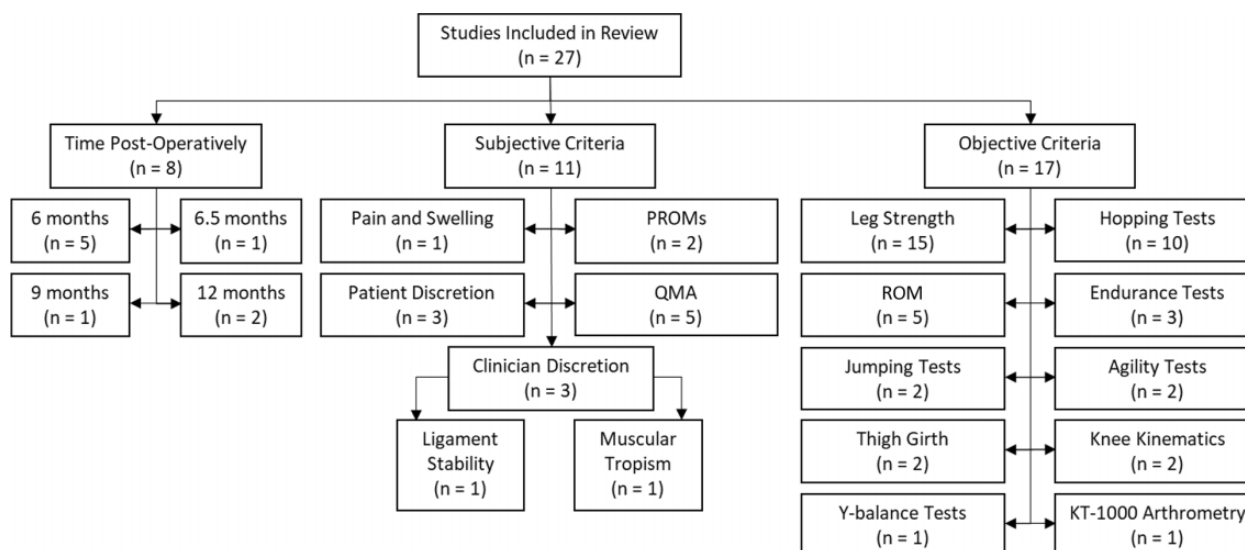 Studies Included in Review
(n = 27)
Time Post-Operatively
(n = 8)
Subjective Criteria
(n = 11)
Objective Criteria
(n = 17)
6 months
(n = 5)
6.5 months
(n = 1)
9 months
(n = 1)
12 months
(n = 2)
Pain and Swelling
(n = 1)
PROMs
(n = 2)
Patient Discretion
(n = 3)
QMA
(n = 5)
Clinician Discretion
(n = 3)
Ligament
Stability
(n = 1)
Muscular
Tropism
(n = 1)
Leg Strength
(n = 15)
Hopping Tests
(n = 10)
ROM
(n = 5)
Endurance Tests
(n = 3)
Jumping Tests
(n = 2)
Agility Tests
(n = 2)
Thigh Girth
(n = 2)
Knee Kinematics
(n = 2)
Y-balance Tests
(n = 1)
KT-1000 Arthrometry
(n = 1)